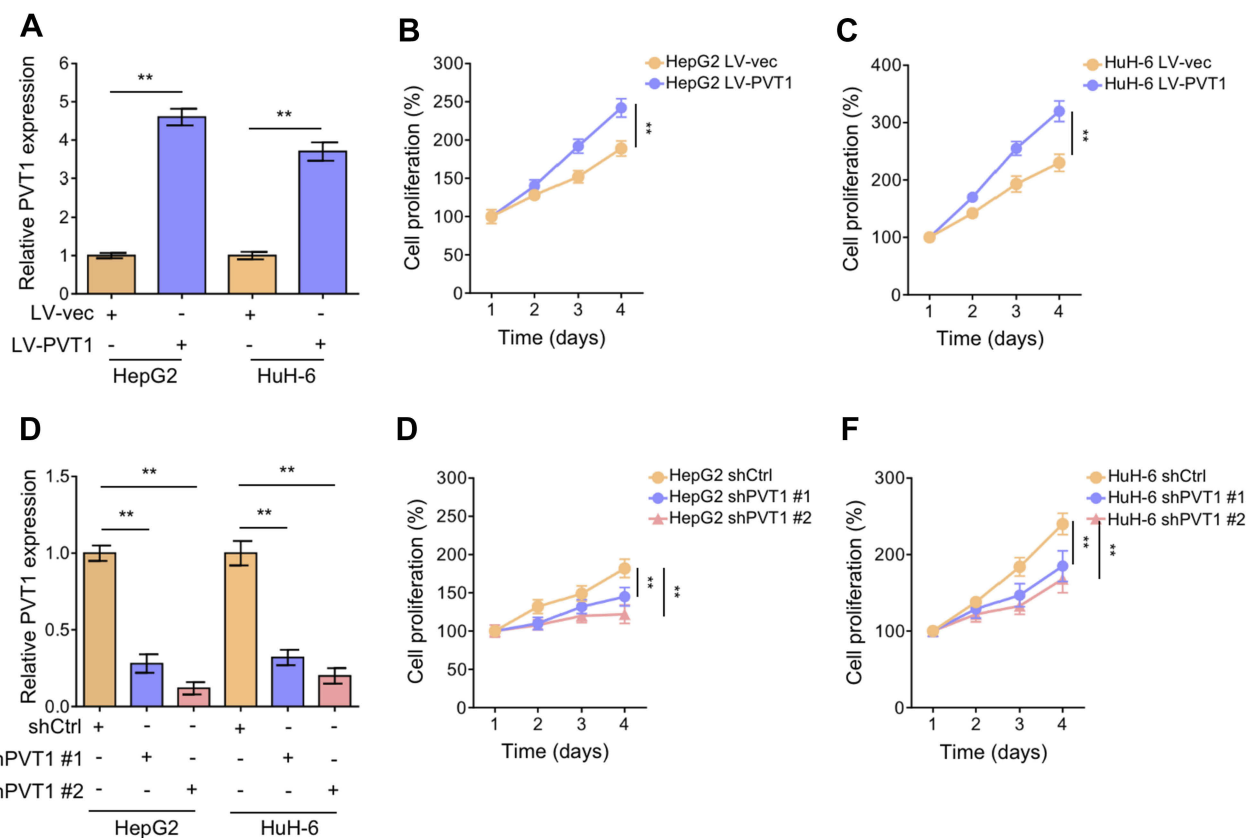 A
Relative PVT1 expression
6
5
4
3
2
1
0
**
**
LV-vec + - + -
LV-PVT1 - + - +
HepG2 HuH-6
B
Cell proliferation (%)
300
250
200
150
100
50
0
1 2 3 4
Time (days)
HepG2 LV-vec
HepG2 LV-PVT1
**
C
Cell proliferation (%)
400
300
200
100
0
1 2 3 4
Time (days)
HuH-6 LV-vec
HuH-6 LV-PVT1
**
D
Relative PVT1 expression
1.5
1.0
0.5
0.0
**
**
**
**
shCtrl + - - + - -
hPVT1 #1 - + - - + -
hPVT1 #2 - - + - - +
HepG2 HuH-6
D
Cell proliferation (%)
300
200
150
100
50
0
1 2 3 4
Time (days)
HepG2 shCtrl
HepG2 shPVT1 #1
HepG2 shPVT1 #2
**
**
F
Cell proliferation (%)
300
200
100
0
1 2 3 4
Time (days)
HuH-6 shCtrl
HuH-6 shPVT1 #1
HuH-6 shPVT1 #2
**
**